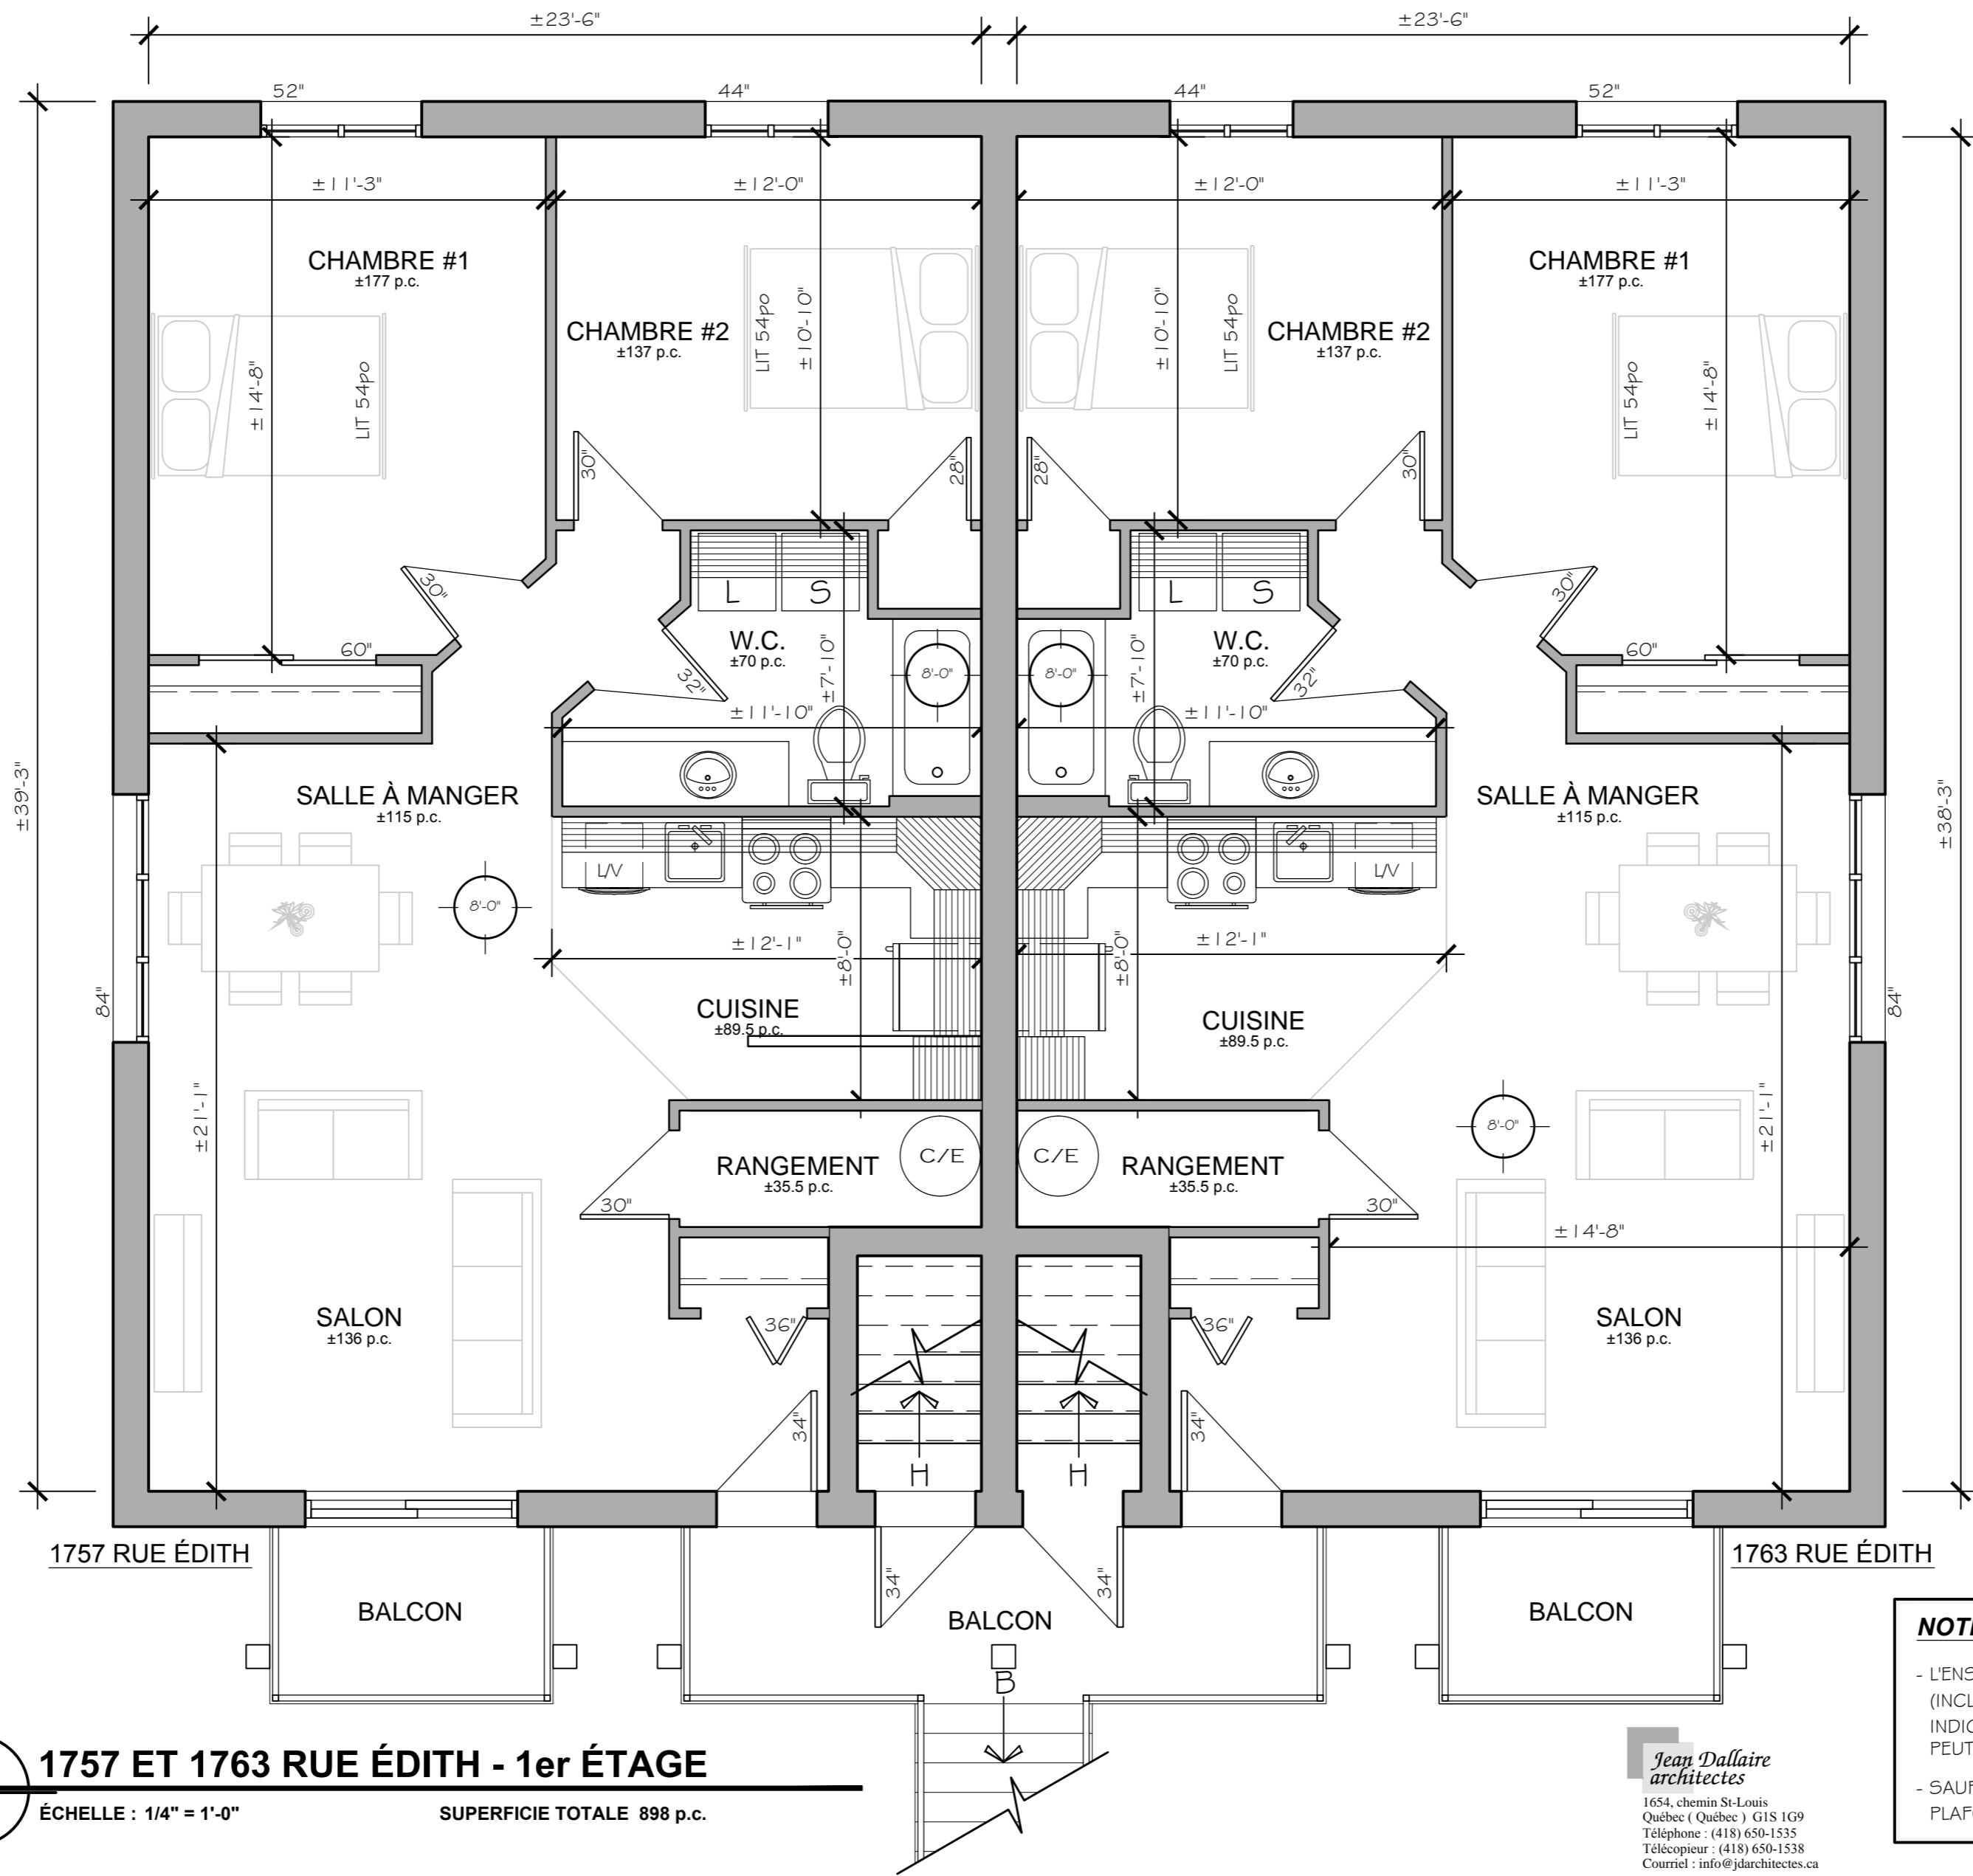 ±23'-6" ±23'-6"
52" 44" 44" 52"
±11'-3" ±12'-0" ±12'-0" ±11'-3"
CHAMBRE #1
±177 p.c.
CHAMBRE #1
±177 p.c.
CHAMBRE #2
±137 p.c.
CHAMBRE #2
±137 p.c.
LIT 54po
±10'-10"
±10'-10"
LIT 54po
±14'-8"
LIT 54po
LIT 54po
±14'-8"
30" 28" 28" 30"
30" L S L S 30"
60" W.C. W.C. 60"
±70 p.c. ±70 p.c.
32" ±7'-10" 8'-0" 8'-0" ±7'-10" 32"
±11'-10" ±11'-10"
±39'-3"
±38'-3"
SALLE À MANGER
±115 p.c.
SALLE À MANGER
±115 p.c.
L/V L/V
8'-0"
±12'-1" ±8'-0" ±8'-0" ±12'-1"
84" 84"
CUISINE
±89.5 p.c.
CUISINE
±89.5 p.c.
±21'-1" 8'-0" ±21'-1"
RANGEMENT
±35.5 p.c.
C/E C/E
RANGEMENT
±35.5 p.c.
30" 30"
±14'-8"
SALON
±136 p.c.
36" 36"
SALON
±136 p.c.
34" 34"
H H
1757 RUE ÉDITH
1763 RUE ÉDITH
34" 34"
BALCON BALCON BALCON
B
1757 ET 1763 RUE ÉDITH - 1er ÉTAGE
ÉCHELLE : 1/4" = 1'-0" SUPERFICIE TOTALE 898 p.c.
Jean Dallaire
architectes
1654, chemin St-Louis
Québec ( Québec ) G1S 1G9
Téléphone : (418) 650-1535
Télécopieur : (418) 650-1538
Courriel : info@jdarchitectes.ca